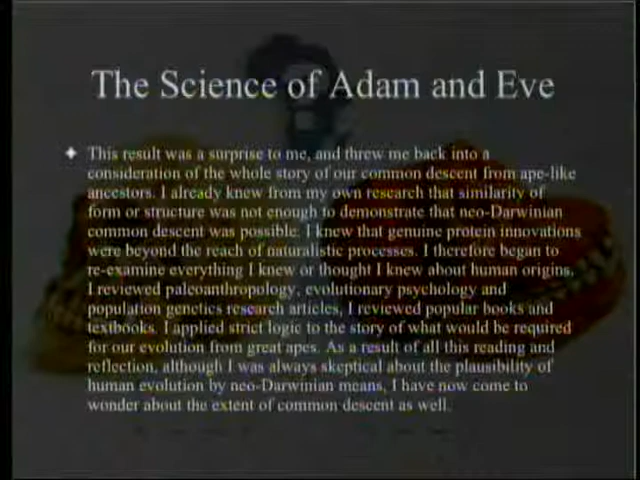 The Science of Adam and Eve
This result was a surprise to me, and threw me back into a
consideration of the whole story of our common descent from ape-like
ancestors. I already knew from my own research that similarity of
form or structure was not enough to demonstrate that neo-Darwinian
common descent was possible. I knew that genuine protein innovations
were beyond the reach of naturalistic processes. I therefore began to
re-examine everything I knew or thought I knew about human origins.
I reviewed paleoanthropology, evolutionary psychology and
population genetics research articles, I reviewed popular books and
textbooks. I applied strict logic to the story of what would be required
for our evolution from great apes. As a result of all this reading and
reflection, although I was always skeptical about the plausibility of
human evolution by neo-Darwinian means, I have now come to
wonder about the extent of common descent as well.